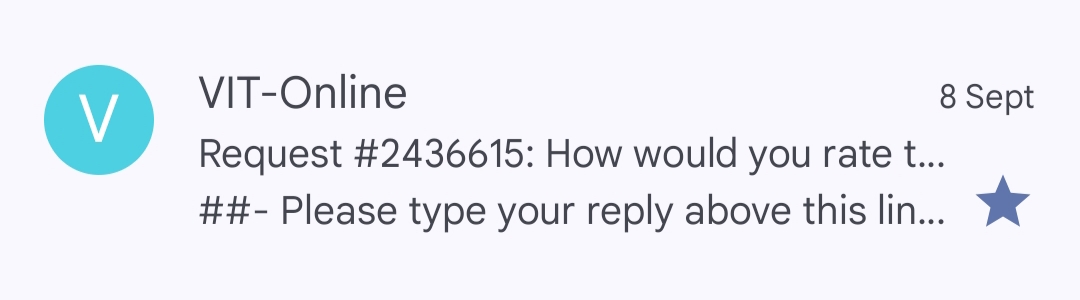 V
VIT-Online
8 Sept
Request #2436615: How would you rate t...
##- Please type your reply above this lin...